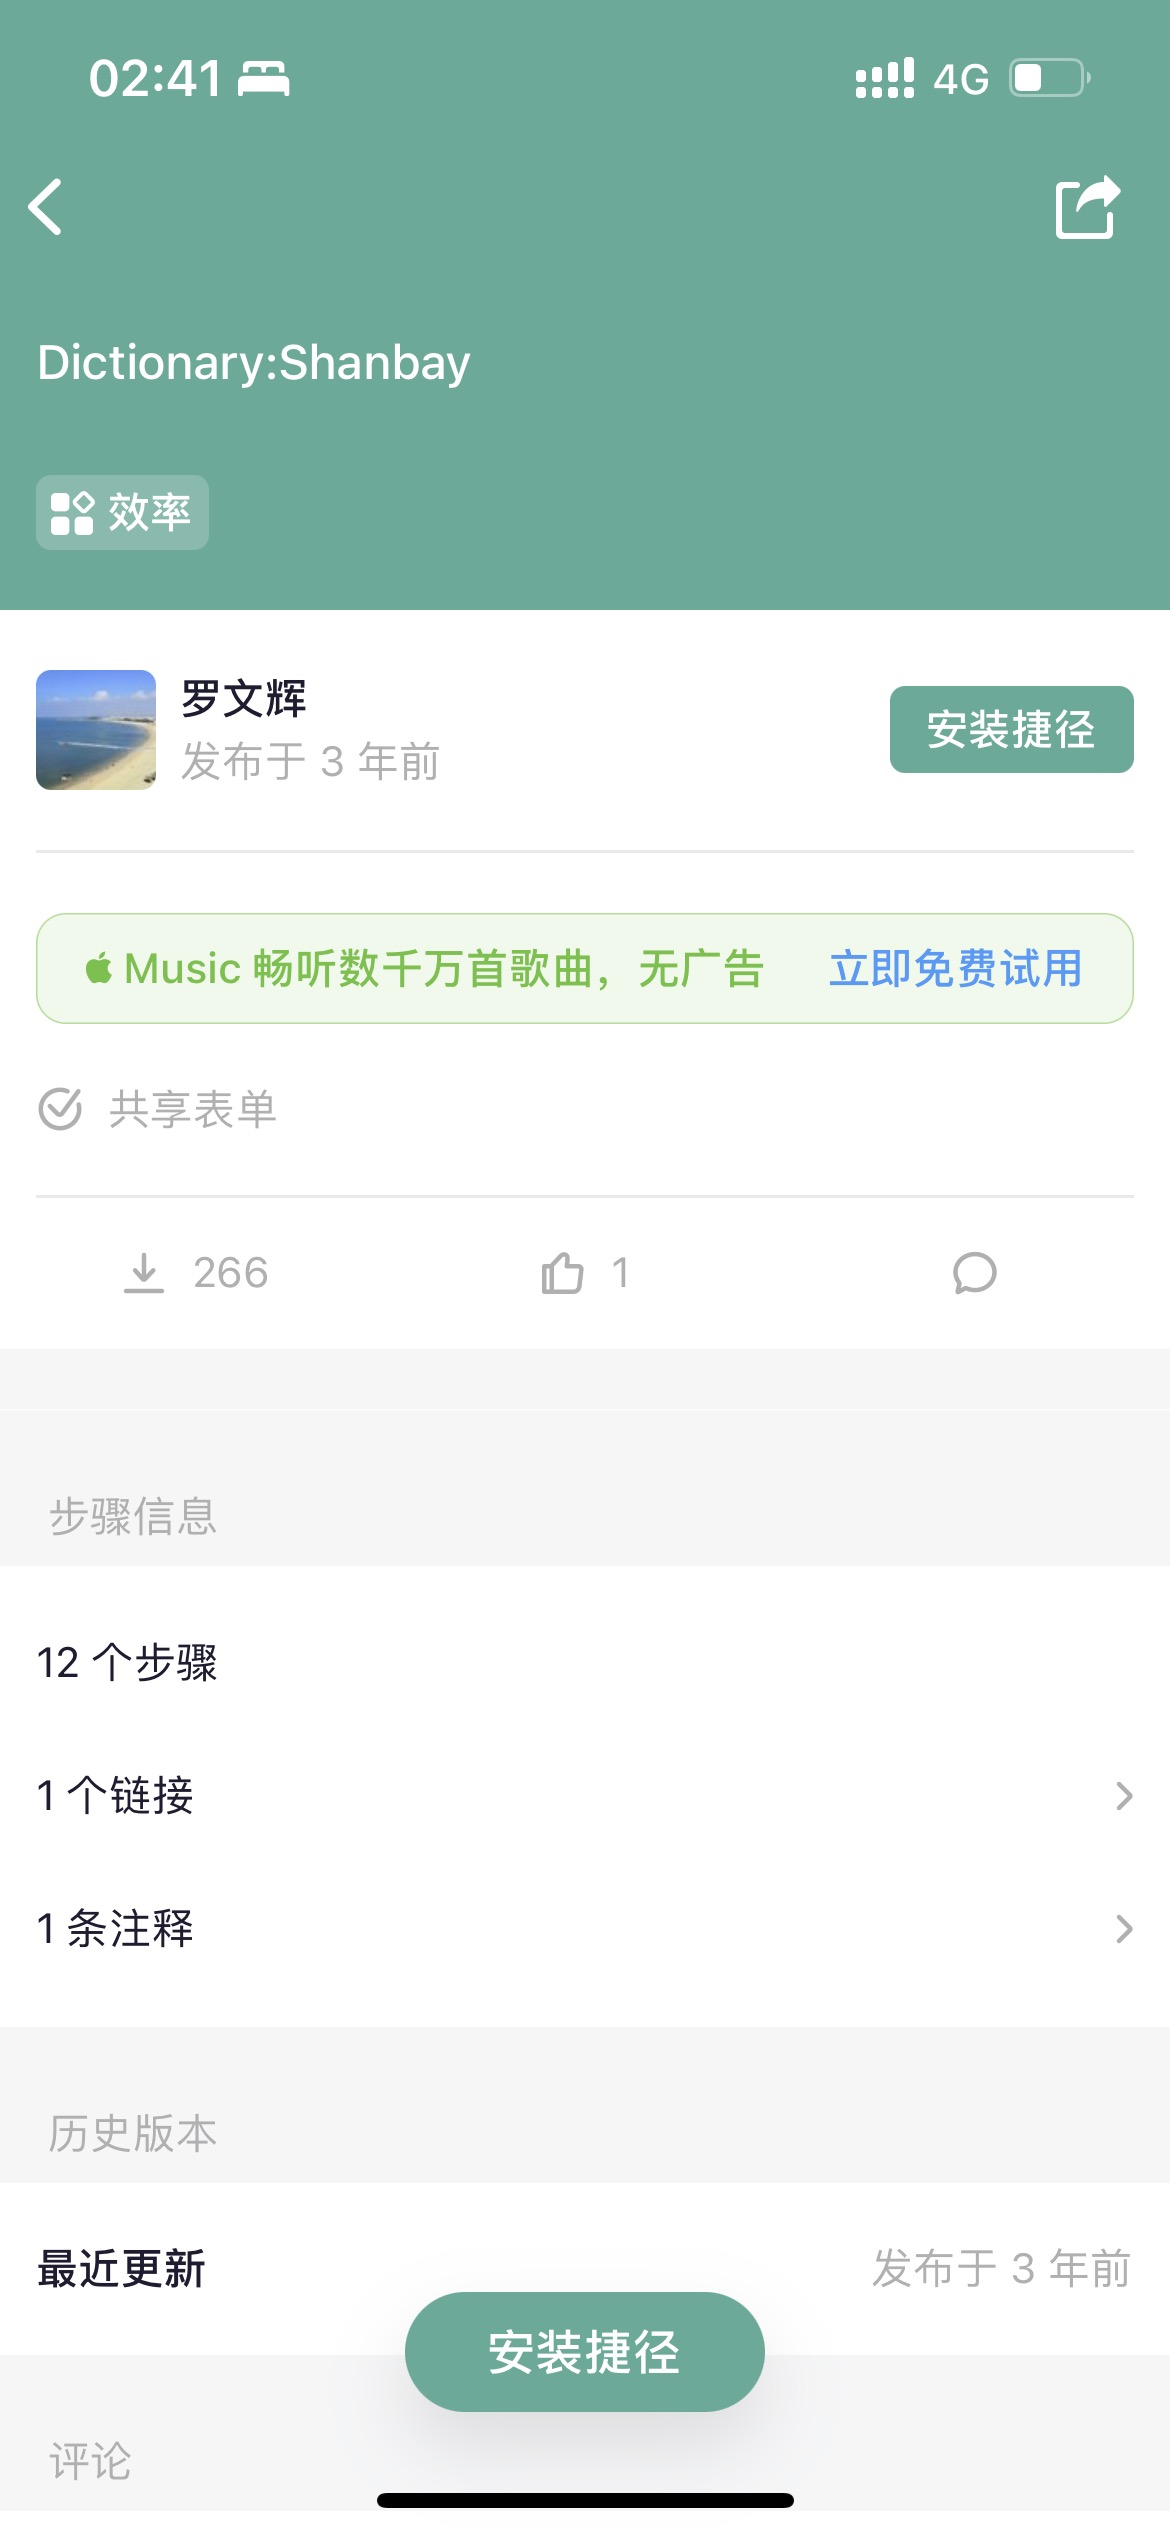 02:41
4G
Dictionary:Shanbay
效率
罗文辉
发布于 3 年前
安装捷径
Music 畅听数千万首歌曲，无广告 立即免费试用
共享表单
266 1
步骤信息
12 个步骤
1 个链接
1 条注释
历史版本
最近更新 发布于 3 年前
安装捷径
评论